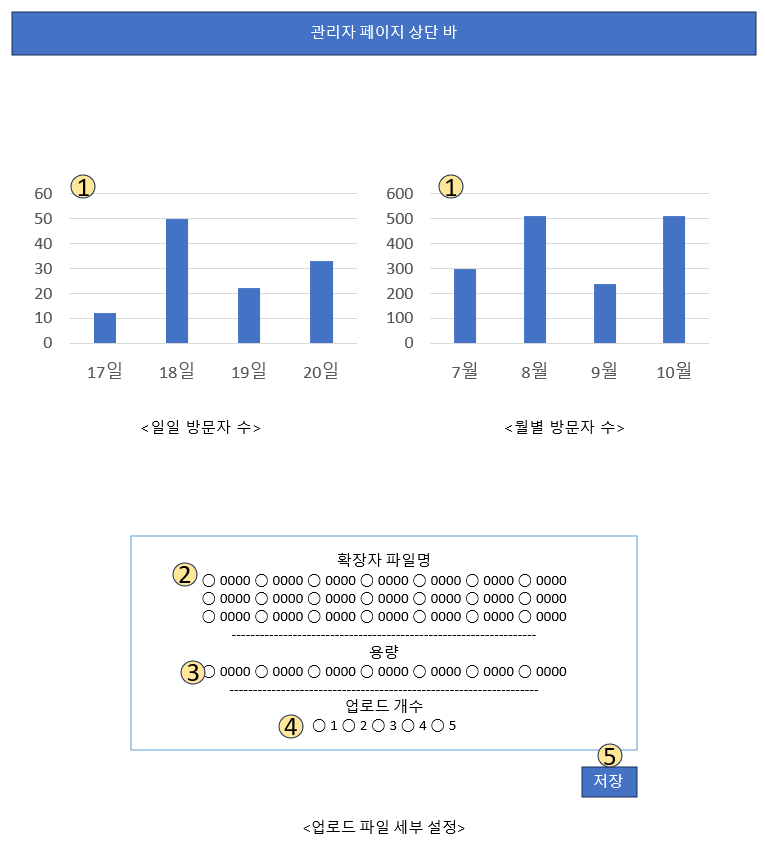 관리자 페이지 상단 바
① ①
60 600
50 500
40 400
30 300
20 200
10 100
0 0
17일 18일 19일 20일 7월 8월 9월 10월
<일일 방문자 수> <월별 방문자 수>
확장자 파일명
② ○ 0000 ○ 0000 ○ 0000 ○ 0000 ○ 0000 ○ 0000 ○ 0000
○ 0000 ○ 0000 ○ 0000 ○ 0000 ○ 0000 ○ 0000 ○ 0000
○ 0000 ○ 0000 ○ 0000 ○ 0000 ○ 0000 ○ 0000 ○ 0000
-----------------------------------------------------------------
용량
③ ○ 0000 ○ 0000 ○ 0000 ○ 0000 ○ 0000 ○ 0000 ○ 0000
------------------------------------------------------------------
업로드 개수
④ ○ 1 ○ 2 ○ 3 ○ 4 ○ 5
⑤
저장
<업로드 파일 세부 설정>